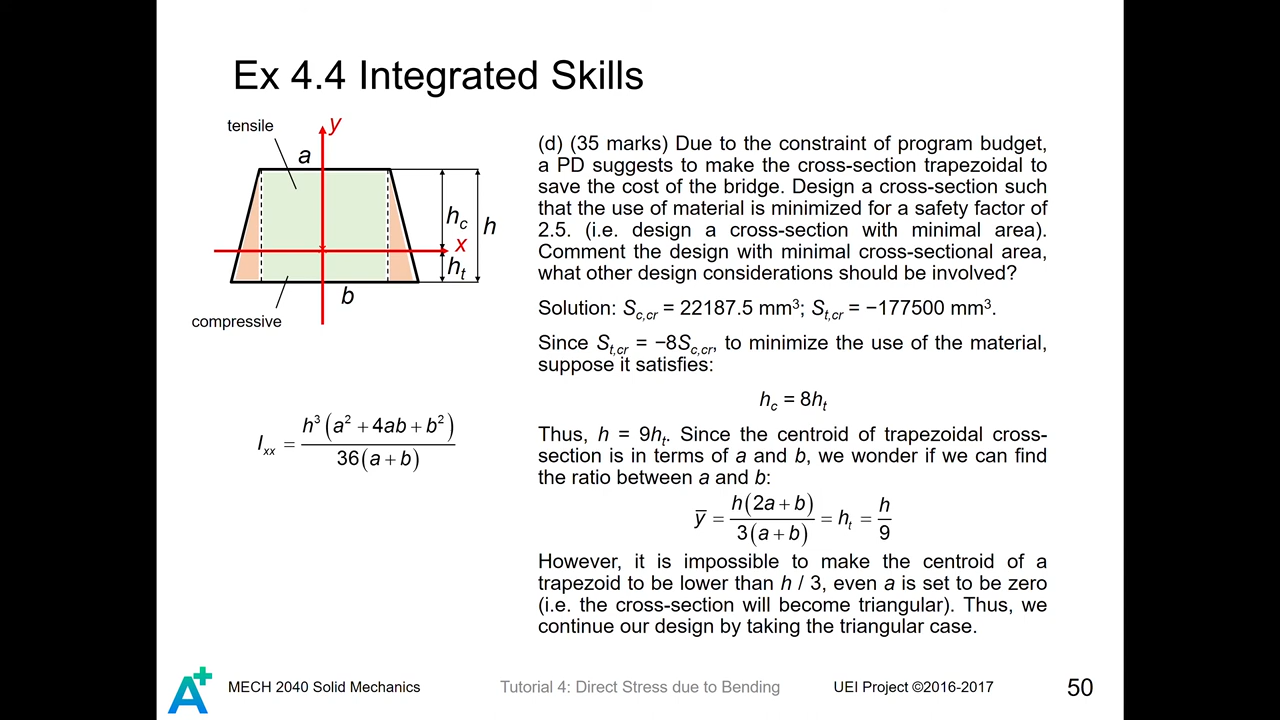 Ex 4.4 Integrated Skills
tensile
y
a
h_c
h
x
h_t
b
compressive
I_xx = h³(a² + 4ab + b²) / 36(a + b)
(d) (35 marks) Due to the constraint of program budget,
a PD suggests to make the cross-section trapezoidal to
save the cost of the bridge. Design a cross-section such
that the use of material is minimized for a safety factor of
2.5. (i.e. design a cross-section with minimal area).
Comment the design with minimal cross-sectional area,
what other design considerations should be involved?
Solution: S_c,cr = 22187.5 mm³; S_t,cr = −177500 mm³.
Since S_t,cr = −8S_c,cr, to minimize the use of the material,
suppose it satisfies:
h_c = 8h_t
Thus, h = 9h_t. Since the centroid of trapezoidal cross-
section is in terms of a and b, we wonder if we can find
the ratio between a and b:
ȳ = h(2a + b) / 3(a + b) = h_t = h / 9
However, it is impossible to make the centroid of a
trapezoid to be lower than h / 3, even a is set to be zero
(i.e. the cross-section will become triangular). Thus, we
continue our design by taking the triangular case.
A+
MECH 2040 Solid Mechanics
Tutorial 4: Direct Stress due to Bending
UEI Project ©2016-2017
50